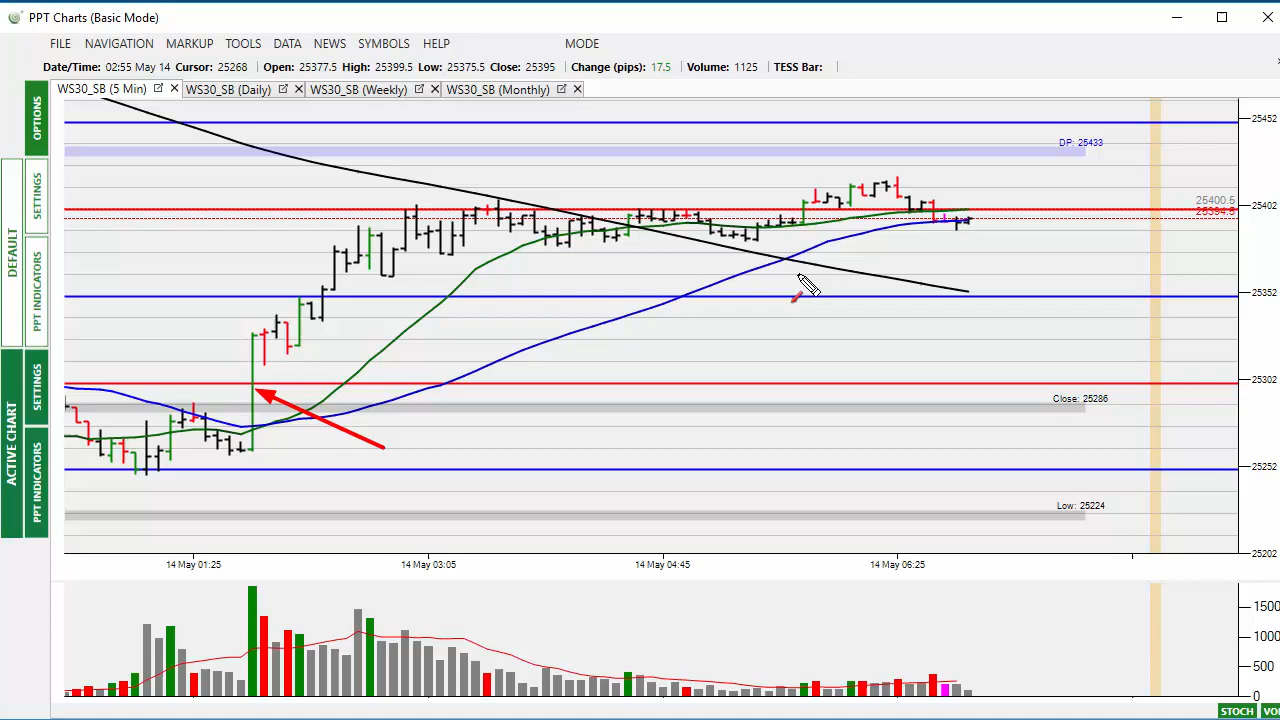 PPT Charts (Basic Mode)
FILE NAVIGATION MARKUP TOOLS DATA NEWS SYMBOLS HELP MODE
Date/Time: 02:55 May 14 Cursor: 25268 Open: 25377.5 High: 25399.5 Low: 25375.5 Close: 25395 Change (pips): 17.5 Volume: 1125 TESS Bar:
WS30_SB (5 Min) WS30_SB (Daily) WS30_SB (Weekly) WS30_SB (Monthly)
OPTIONS
DEFAULT
SETTINGS
PPT INDICATORS
ACTIVE CHART
SETTINGS
PPT INDICATORS
25452
DP: 25433
25400.5
25402
25352
25302
Close: 25286
25252
Low: 25224
25202
14 May 01:25 14 May 03:05 14 May 04:45 14 May 06:25
1500
1000
500
0
STOCH